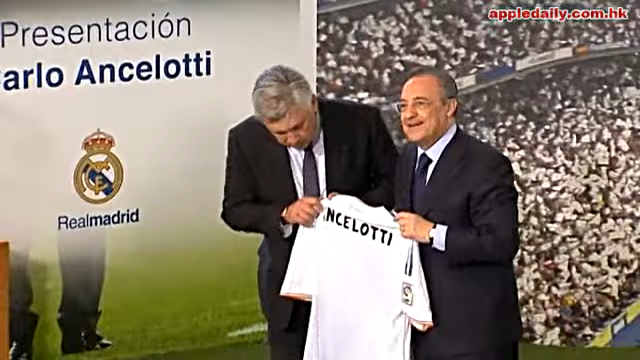 appledaily.com.hk
Presentación
arlo Ancelotti
Realmadrid
NCELOTTI